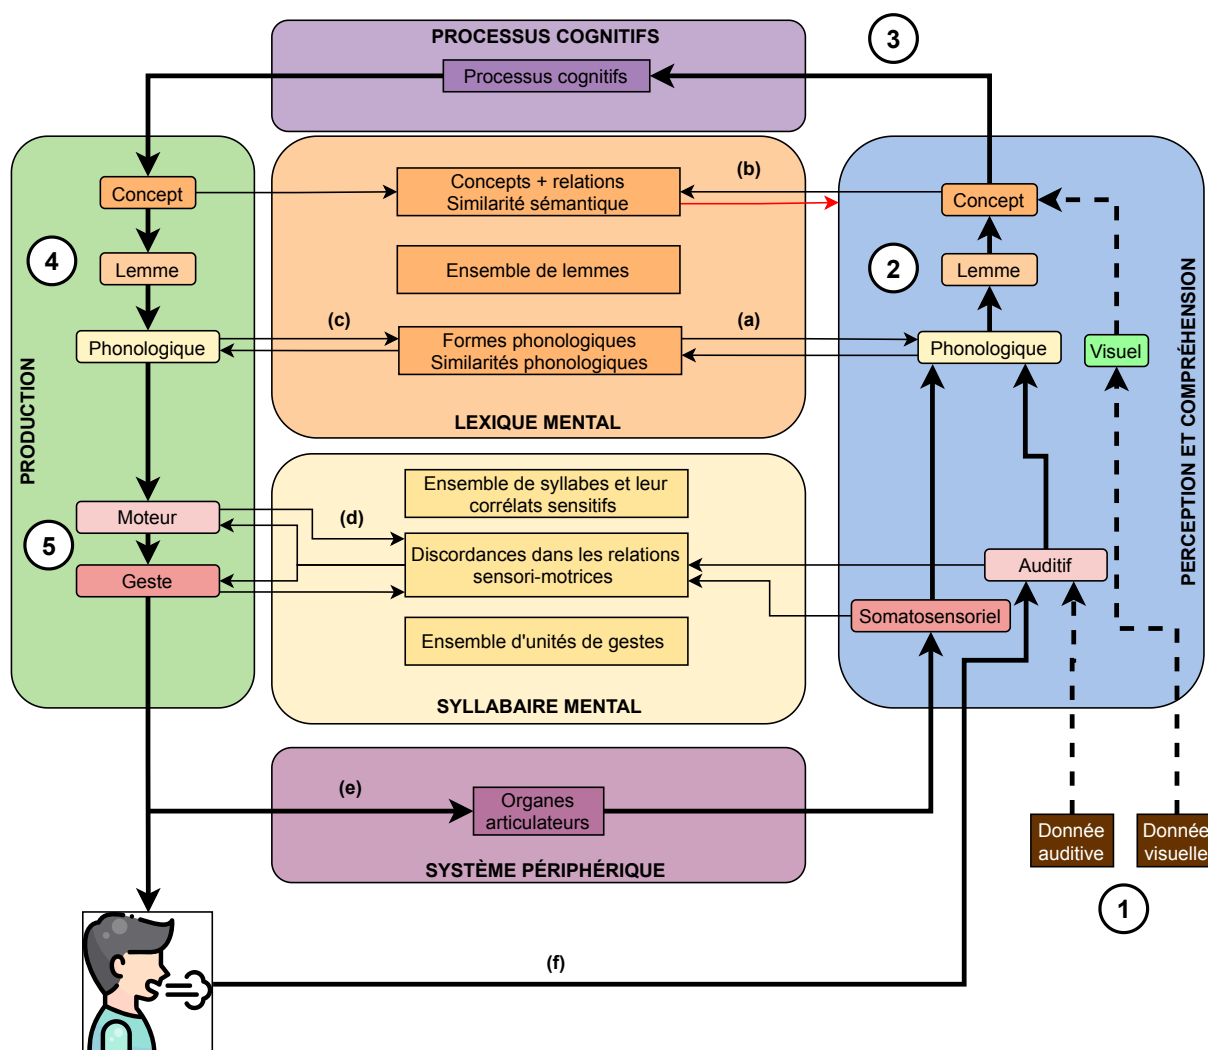 PROCESSUS COGNITIFS
3
Processus cognitifs
Concept
Concepts + relations
Similarité sémantique
(b)
Concept
4
Lemme
Ensemble de lemmes
2
Lemme
Phonologique
(c)
Formes phonologiques
Similarités phonologiques
(a)
Phonologique
Visuel
LEXIQUE MENTAL
PRODUCTION
PERCEPTION ET COMPRÉHENSION
Ensemble de syllabes et leur
corrélats sensitifs
Moteur
(d)
5
Discordances dans les relations
sensori-motrices
Auditif
Geste
Somatosensoriel
Ensemble d'unités de gestes
SYLLABAIRE MENTAL
(e)
Organes
articulateurs
SYSTÈME PÉRIPHÉRIQUE
Donnée
auditive
Donnée
visuelle
1
(f)